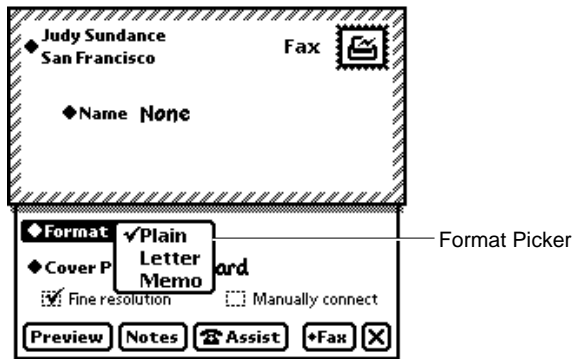 Judy Sundance
San Francisco
Fax
Name None
Format
✓Plain
Letter
Memo
Format Picker
Cover P ard
Fine resolution
Manually connect
Preview Notes Assist Fax X